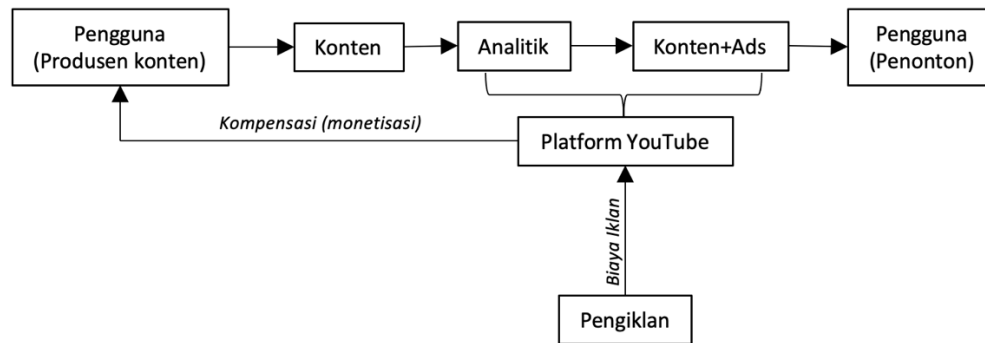 Pengguna
(Produsen konten)
Konten
Analitik
Konten+Ads
Pengguna
(Penonton)
Kompensasi (monetisasi)
Platform YouTube
Biaya Iklan
Pengiklan